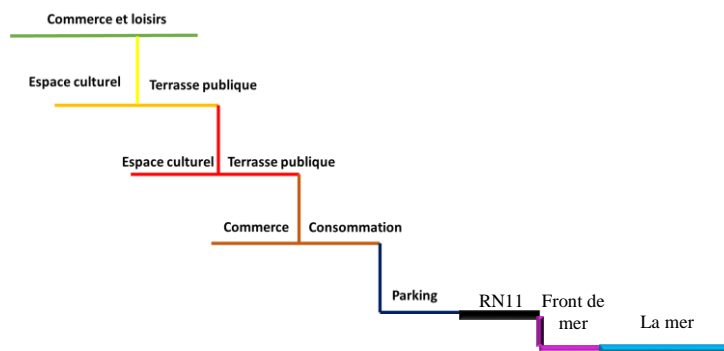 Commerce et loisirs
Espace culturel
Terrasse publique
Espace culturel
Terrasse publique
Commerce
Consommation
Parking
RN11
Front de
mer
La mer